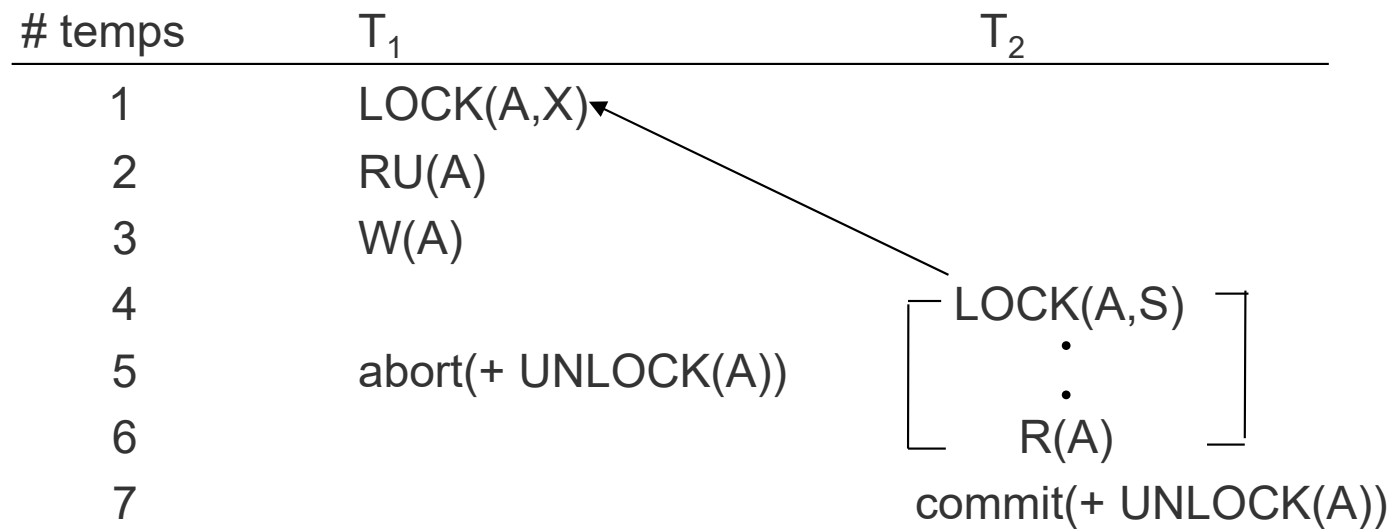 # temps T₁ T₂
1 LOCK(A,X)
2 RU(A)
3 W(A)
4 LOCK(A,S)
5 abort(+ UNLOCK(A))
6 R(A)
7 commit(+ UNLOCK(A))